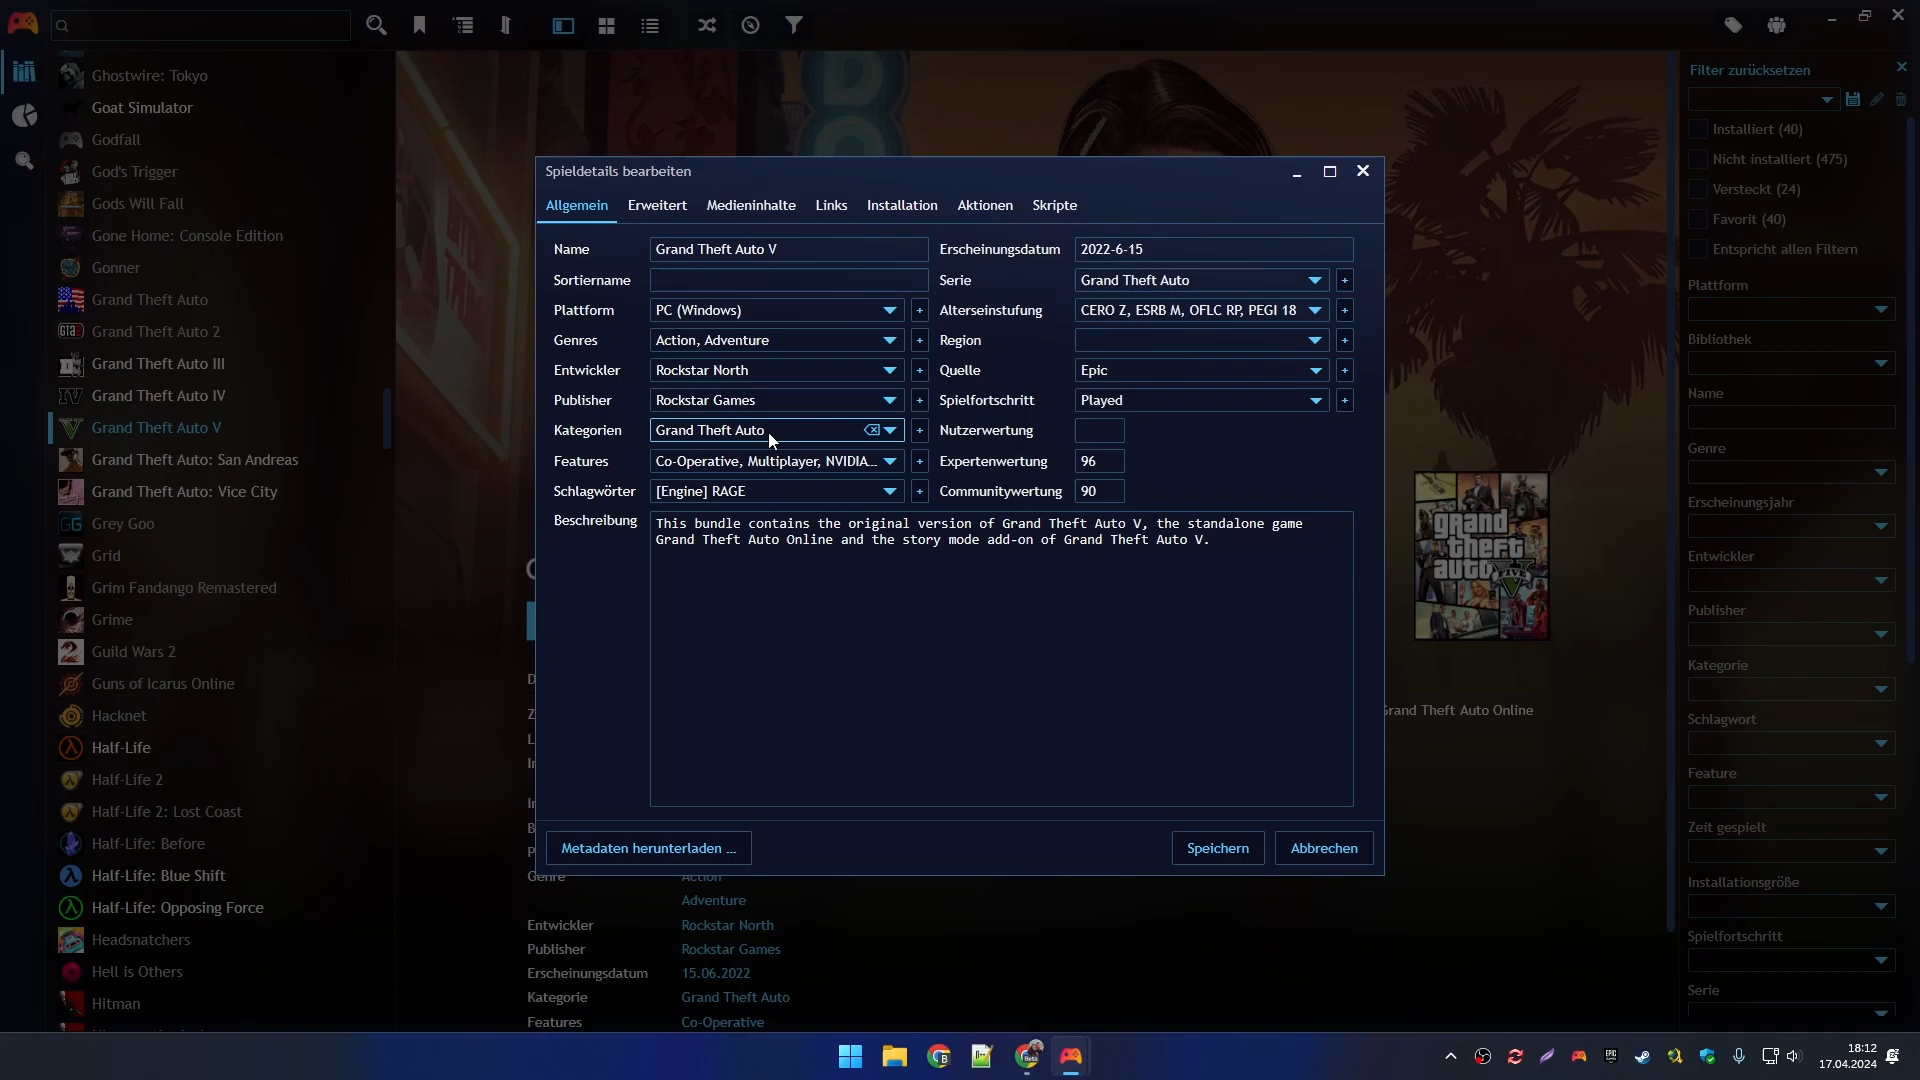 Filter zurücksetzen
Ghostwire: Tokyo
Goat Simulator
Godfall
God's Trigger
Gods Will Fall
Gone Home: Console Edition
Gonner
Grand Theft Auto
Grand Theft Auto 2
Grand Theft Auto III
Grand Theft Auto IV
Grand Theft Auto V
Grand Theft Auto: San Andreas
Grand Theft Auto: Vice City
Grey Goo
Grid
Grim Fandango Remastered
Grime
Guild Wars 2
Guns of Icarus Online
Hacknet
Half-Life
Half-Life 2
Half-Life 2: Lost Coast
Half-Life: Before
Half-Life: Blue Shift
Half-Life: Opposing Force
Headsnatchers
Hell is Others
Hitman
Spieldetails bearbeiten
Allgemein Erweitert Medieninhalte Links Installation Aktionen Skripte
Name Grand Theft Auto V Erscheinungsdatum 2022-6-15
Sortiername Serie Grand Theft Auto +
Plattform PC (Windows) + Alterseinstufung CERO Z, ESRB M, OFLC RP, PEGI 18 +
Genres Action, Adventure + Region +
Entwickler Rockstar North + Quelle Epic +
Publisher Rockstar Games + Spielfortschritt Played +
Kategorien Grand Theft Auto + Nutzerwertung
Features Co-Operative, Multiplayer, NVIDIA... + Expertenwertung 96
Schlagwörter [Engine] RAGE + Communitywertung 90
Beschreibung
This bundle contains the original version of Grand Theft Auto V, the standalone game
Grand Theft Auto Online and the story mode add-on of Grand Theft Auto V.
Metadaten herunterladen ...
Speichern Abbrechen
Genre Action
Adventure
Entwickler Rockstar North
Publisher Rockstar Games
Erscheinungsdatum 15.06.2022
Kategorie Grand Theft Auto
Features Co-Operative
grand
theft
auto
FIVE
Grand Theft Auto Online
Installiert (40)
Nicht installiert (475)
Versteckt (24)
Favorit (40)
Entspricht allen Filtern
Plattform
Bibliothek
Name
Genre
Erscheinungsjahr
Entwickler
Publisher
Kategorie
Schlagwort
Feature
Zeit gespielt
Installationsgröße
Spielfortschritt
Serie
18:12
17.04.2024